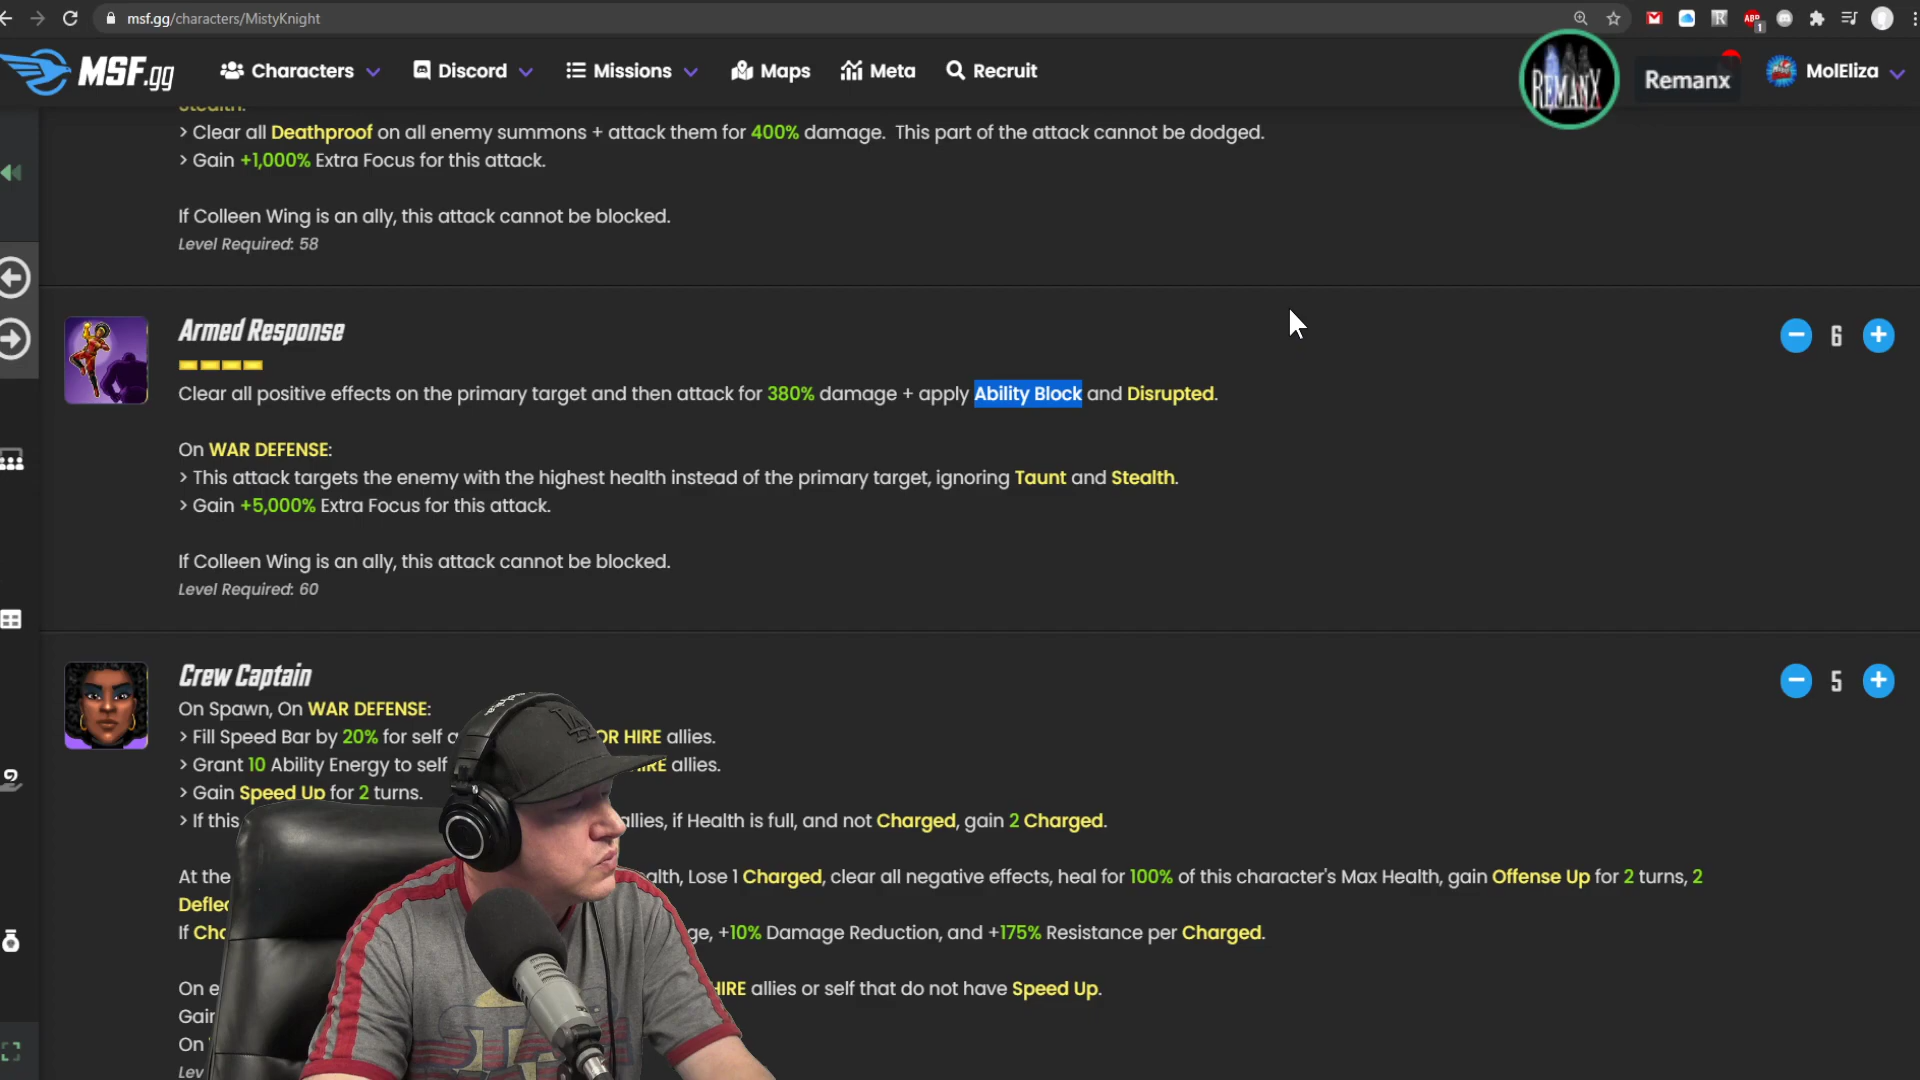 msf.gg/characters/MistyKnight
MSF.gg Characters Discord Missions Maps Meta Recruit REMANX Remanx MolEliza
Stealth:
> Clear all Deathproof on all enemy summons + attack them for 400% damage. This part of the attack cannot be dodged.
> Gain +1,000% Extra Focus for this attack.
If Colleen Wing is an ally, this attack cannot be blocked.
Level Required: 58
Armed Response
6
Clear all positive effects on the primary target and then attack for 380% damage + apply Ability Block and Disrupted.
On WAR DEFENSE:
> This attack targets the enemy with the highest health instead of the primary target, ignoring Taunt and Stealth.
> Gain +5,000% Extra Focus for this attack.
If Colleen Wing is an ally, this attack cannot be blocked.
Level Required: 60
Crew Captain
5
On Spawn, On WAR DEFENSE:
> Fill Speed Bar by 20% for self OR HIRE allies.
> Grant 10 Ability Energy to self HIRE allies.
> Gain Speed Up for 2 turns.
> If this allies, if Health is full, and not Charged, gain 2 Charged.
At the Lose 1 Charged, clear all negative effects, heal for 100% of this character's Max Health, gain Offense Up for 2 turns, 2
If +10% Damage Reduction, and +175% Resistance per Charged.
On HIRE allies or self that do not have Speed Up.
On